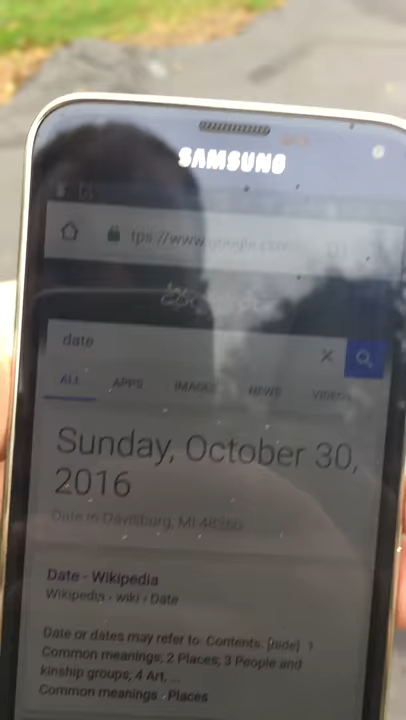 SAMSUNG
date
ALL APPS IMAGES NEWS VIDEOS
Sunday, October 30,
2016
Date in Davisburg, MI 48350
Date - Wikipedia
Wikipedia › wiki › Date
Date or dates may refer to: Contents. [hide] 1
Common meanings; 2 Places; 3 People and
kinship groups; 4 Art, ...
Common meanings · Places